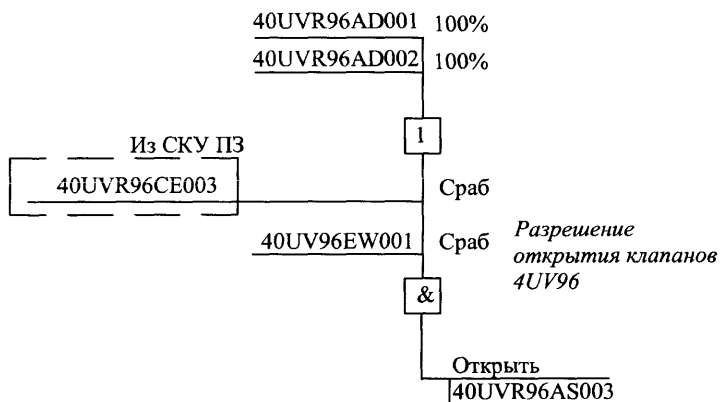 40UVR96AD001 100%
40UVR96AD002 100%
1
Из СКУ ПЗ
40UVR96CE003
Сраб
40UV96EW001 Сраб
Разрешение
открытия клапанов
4UV96
&
Открыть
40UVR96AS003